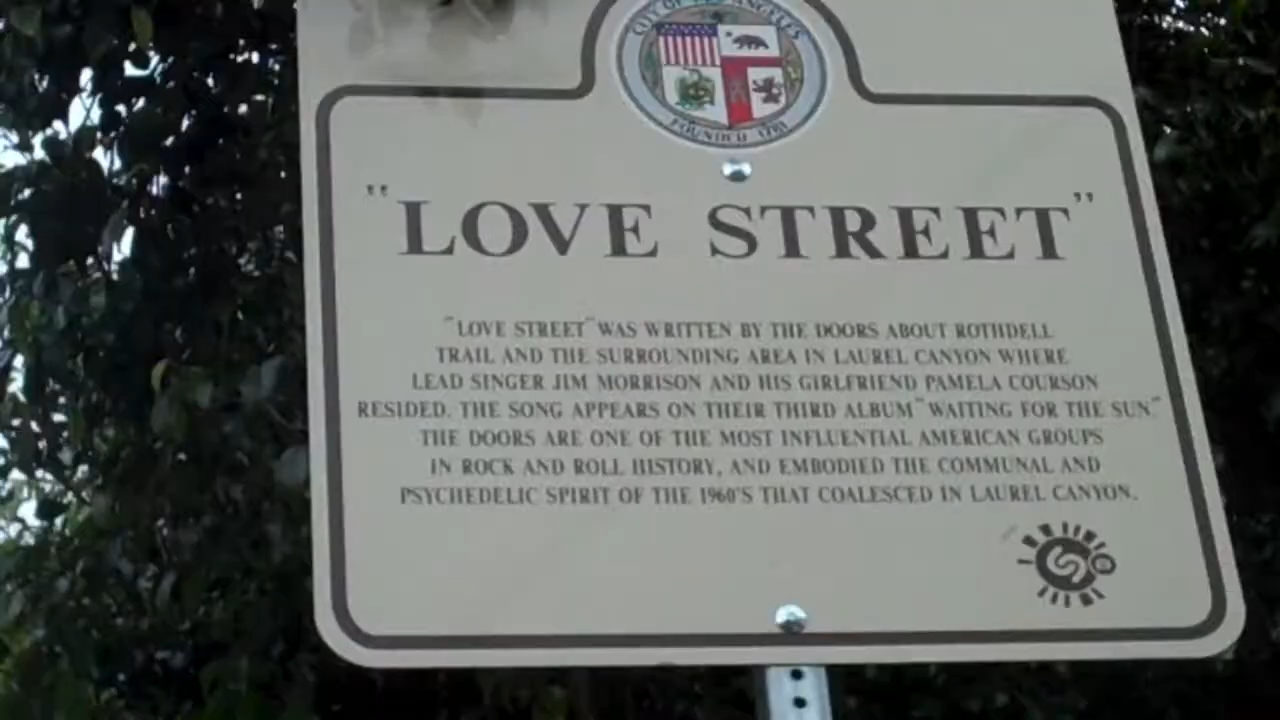 CITY OF LOS ANGELES
FOUNDED 1781
"LOVE STREET"
"LOVE STREET" WAS WRITTEN BY THE DOORS ABOUT ROTHDELL
TRAIL AND THE SURROUNDING AREA IN LAUREL CANYON WHERE
LEAD SINGER JIM MORRISON AND HIS GIRLFRIEND PAMELA COURSON
RESIDED. THE SONG APPEARS ON THEIR THIRD ALBUM "WAITING FOR THE SUN."
THE DOORS ARE ONE OF THE MOST INFLUENTIAL AMERICAN GROUPS
IN ROCK AND ROLL HISTORY, AND EMBODIED THE COMMUNAL AND
PSYCHEDELIC SPIRIT OF THE 1960'S THAT COALESCED IN LAUREL CANYON.